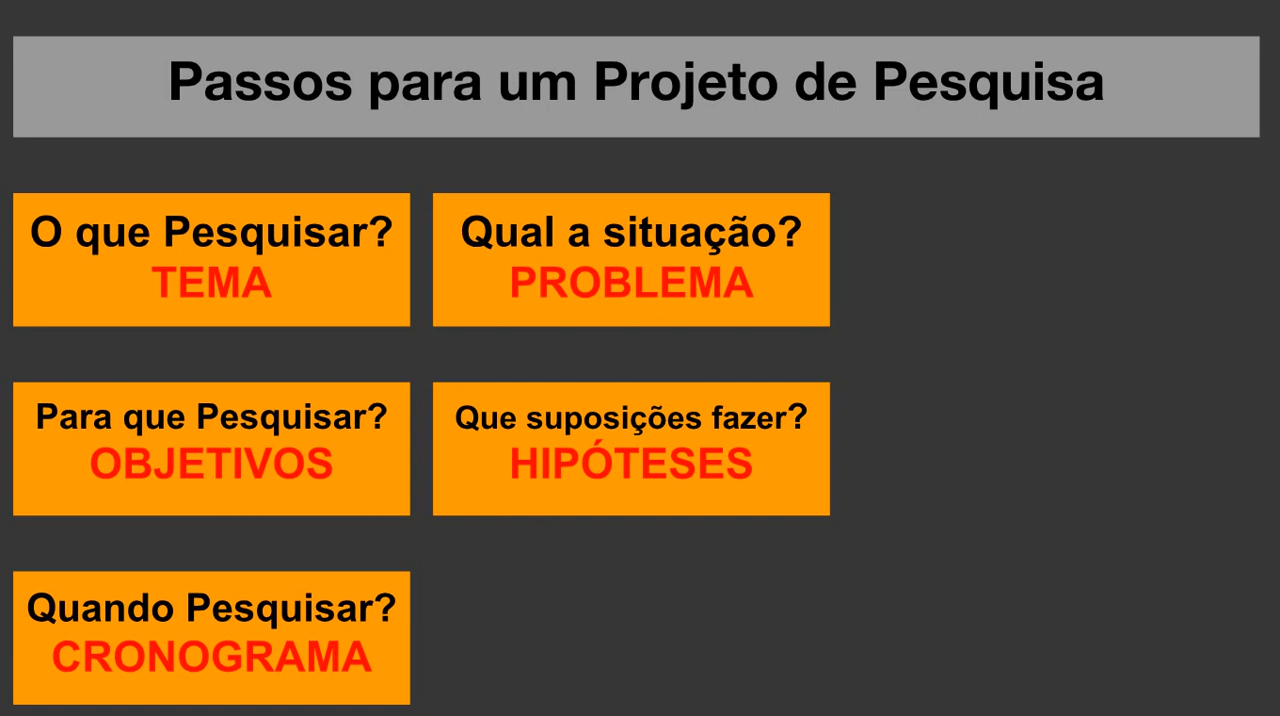 Passos para um Projeto de Pesquisa
O que Pesquisar?
TEMA
Qual a situação?
PROBLEMA
Para que Pesquisar?
OBJETIVOS
Que suposições fazer?
HIPÓTESES
Quando Pesquisar?
CRONOGRAMA